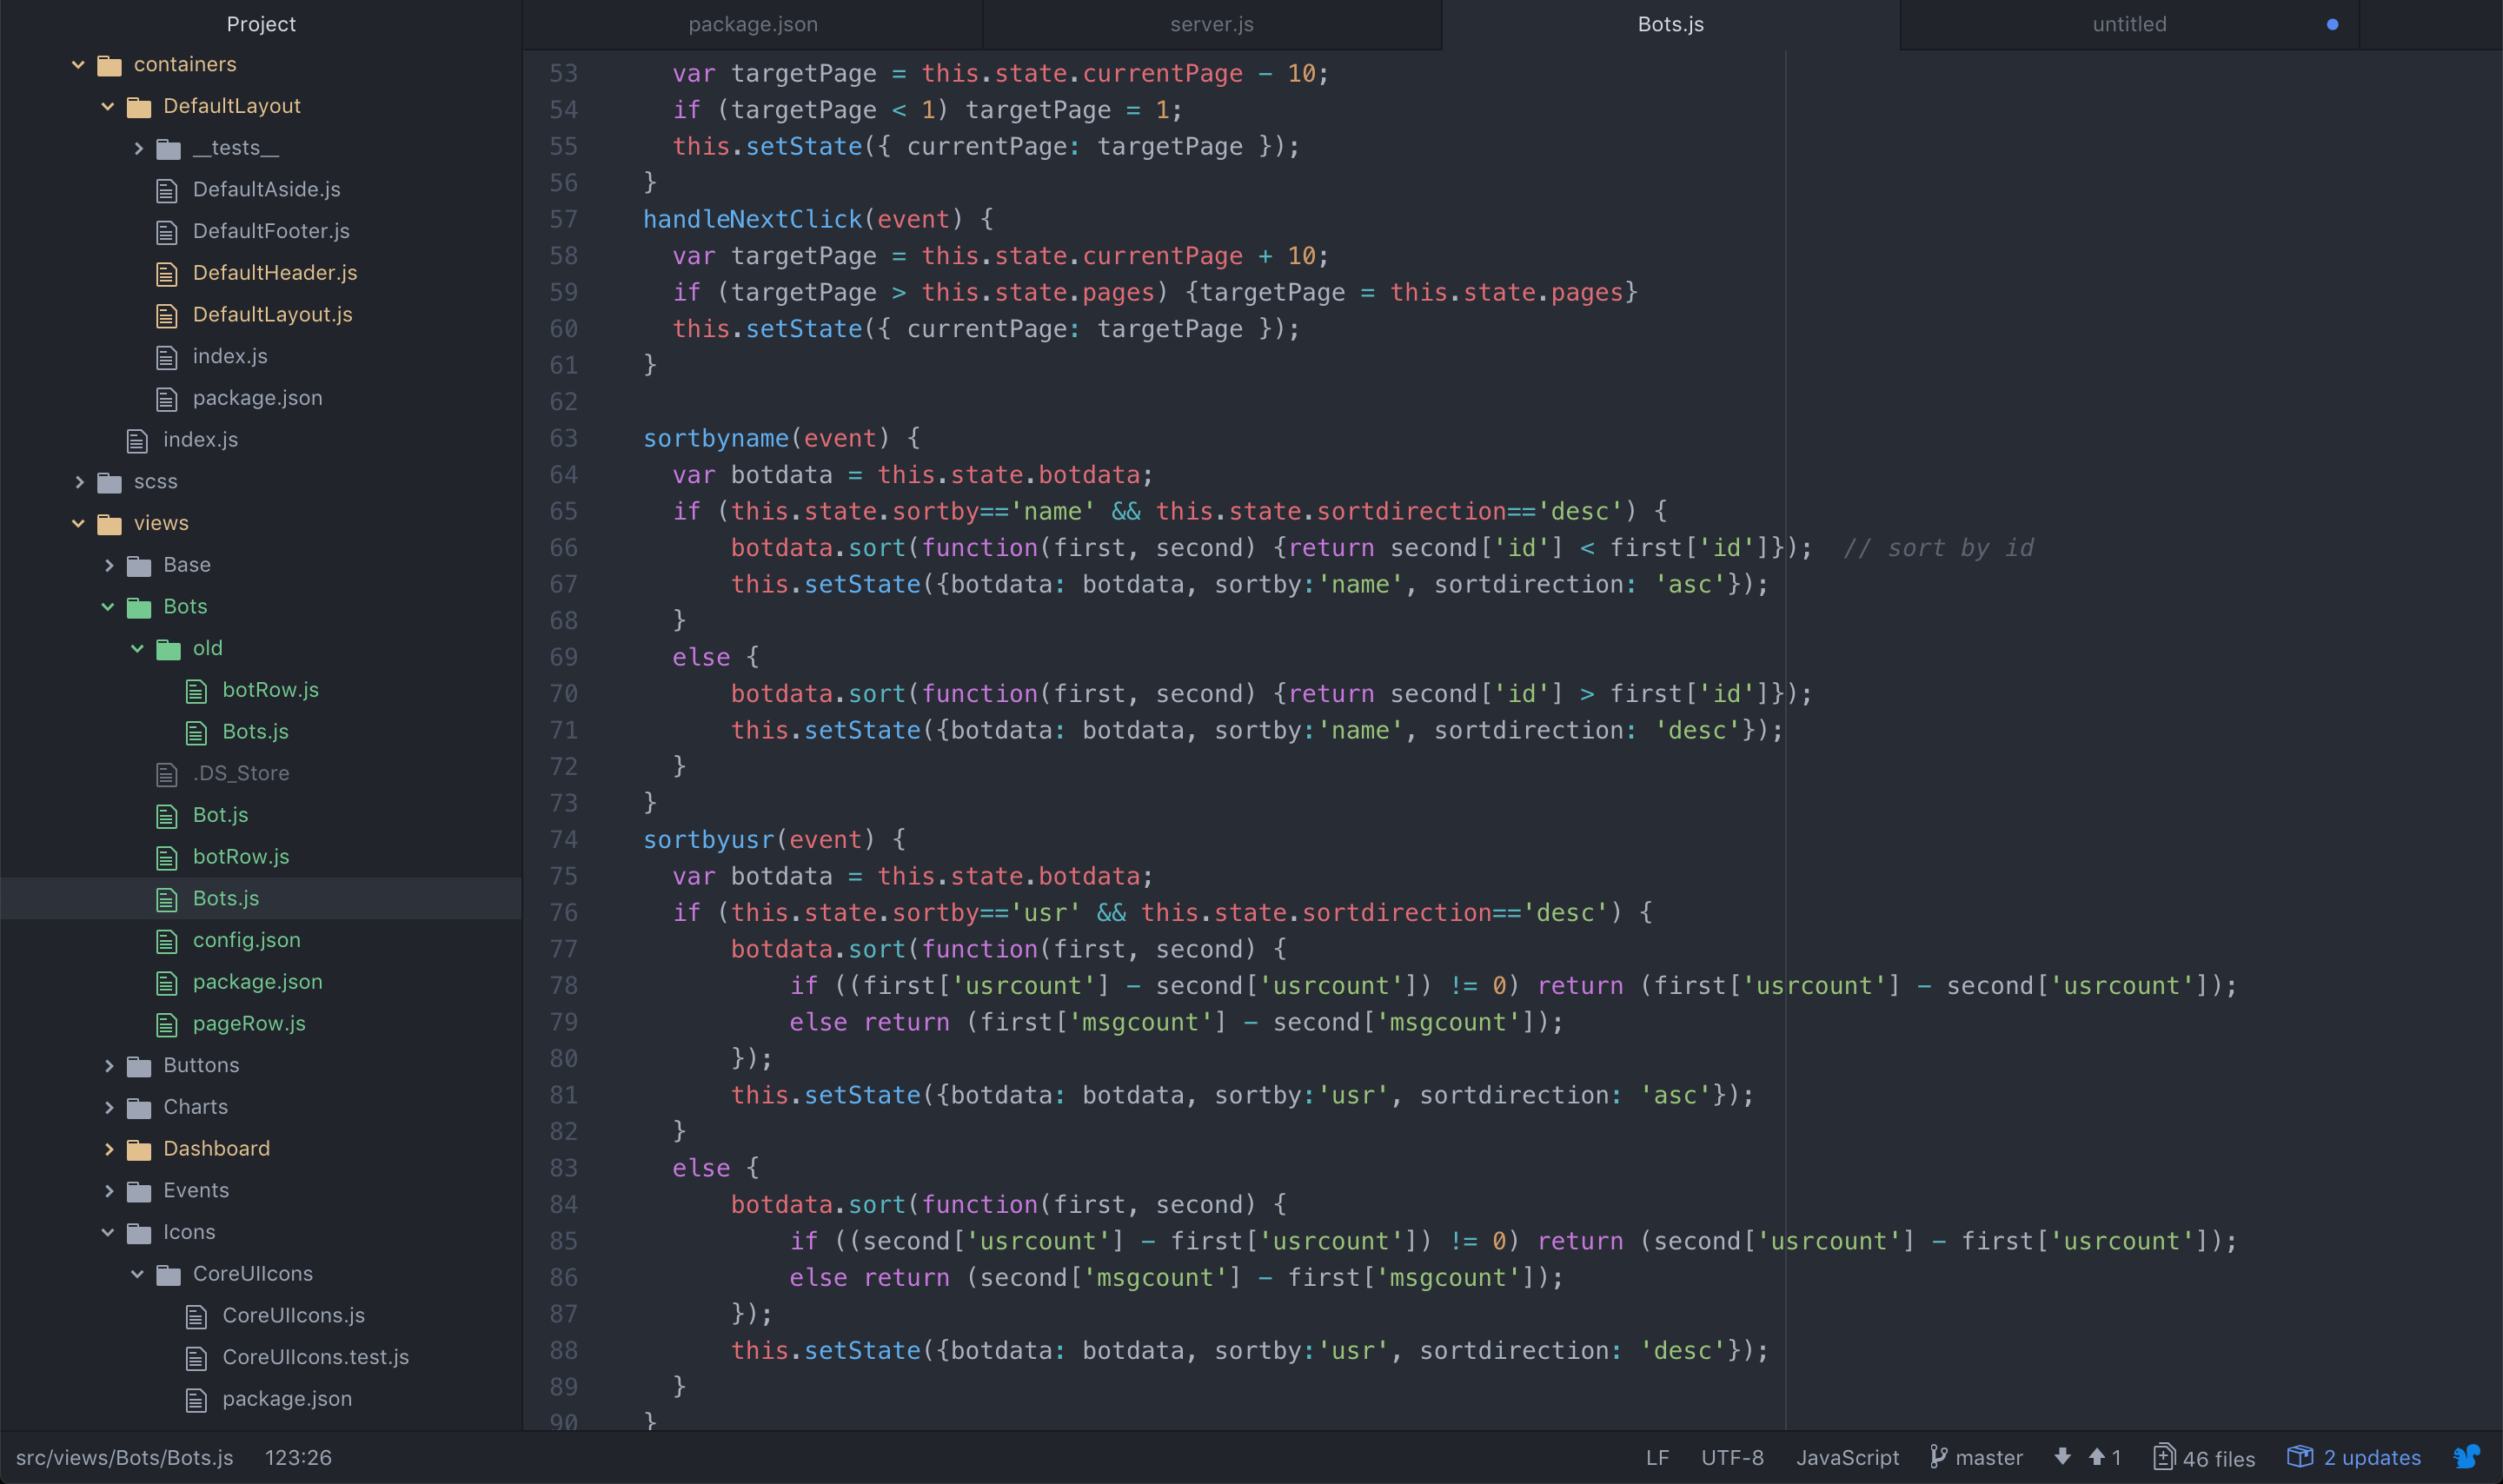 Project
package.json
server.js
Bots.js
untitled
containers
DefaultLayout
__tests__
DefaultAside.js
DefaultFooter.js
DefaultHeader.js
DefaultLayout.js
index.js
package.json
index.js
scss
views
Base
Bots
old
botRow.js
Bots.js
.DS_Store
Bot.js
botRow.js
Bots.js
config.json
package.json
pageRow.js
Buttons
Charts
Dashboard
Events
Icons
CoreUIIcons
CoreUIIcons.js
CoreUIIcons.test.js
package.json
53 var targetPage = this.state.currentPage - 10;
54 if (targetPage < 1) targetPage = 1;
55 this.setState({ currentPage: targetPage });
56 }
57 handleNextClick(event) {
58 var targetPage = this.state.currentPage + 10;
59 if (targetPage > this.state.pages) {targetPage = this.state.pages}
60 this.setState({ currentPage: targetPage });
61 }
62
63 sortbyname(event) {
64 var botdata = this.state.botdata;
65 if (this.state.sortby=='name' && this.state.sortdirection=='desc') {
66 botdata.sort(function(first, second) {return second['id'] < first['id']}); // sort by id
67 this.setState({botdata: botdata, sortby:'name', sortdirection: 'asc'});
68 }
69 else {
70 botdata.sort(function(first, second) {return second['id'] > first['id']});
71 this.setState({botdata: botdata, sortby:'name', sortdirection: 'desc'});
72 }
73 }
74 sortbyusr(event) {
75 var botdata = this.state.botdata;
76 if (this.state.sortby=='usr' && this.state.sortdirection=='desc') {
77 botdata.sort(function(first, second) {
78 if ((first['usrcount'] - second['usrcount']) != 0) return (first['usrcount'] - second['usrcount']);
79 else return (first['msgcount'] - second['msgcount']);
80 });
81 this.setState({botdata: botdata, sortby:'usr', sortdirection: 'asc'});
82 }
83 else {
84 botdata.sort(function(first, second) {
85 if ((second['usrcount'] - first['usrcount']) != 0) return (second['usrcount'] - first['usrcount']);
86 else return (second['msgcount'] - first['msgcount']);
87 });
88 this.setState({botdata: botdata, sortby:'usr', sortdirection: 'desc'});
89 }
90 }
src/views/Bots/Bots.js 123:26 LF UTF-8 JavaScript master 1 46 files 2 updates